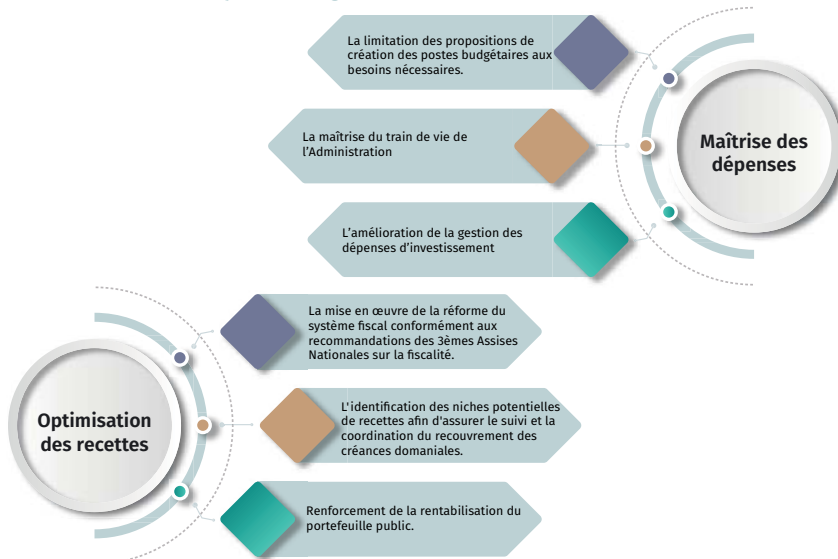 La limitation des propositions de
création des postes budgétaires aux
besoins nécessaires.
La maîtrise du train de vie de
l'Administration
Maîtrise des
dépenses
L'amélioration de la gestion des
dépenses d'investissement
La mise en œuvre de la réforme du
système fiscal conformément aux
recommandations des 3èmes Assises
Nationales sur la fiscalité.
Optimisation
des recettes
L'identification des niches potentielles
de recettes afin d'assurer le suivi et la
coordination du recouvrement des
créances domaniales.
Renforcement de la rentabilisation du
portefeuille public.